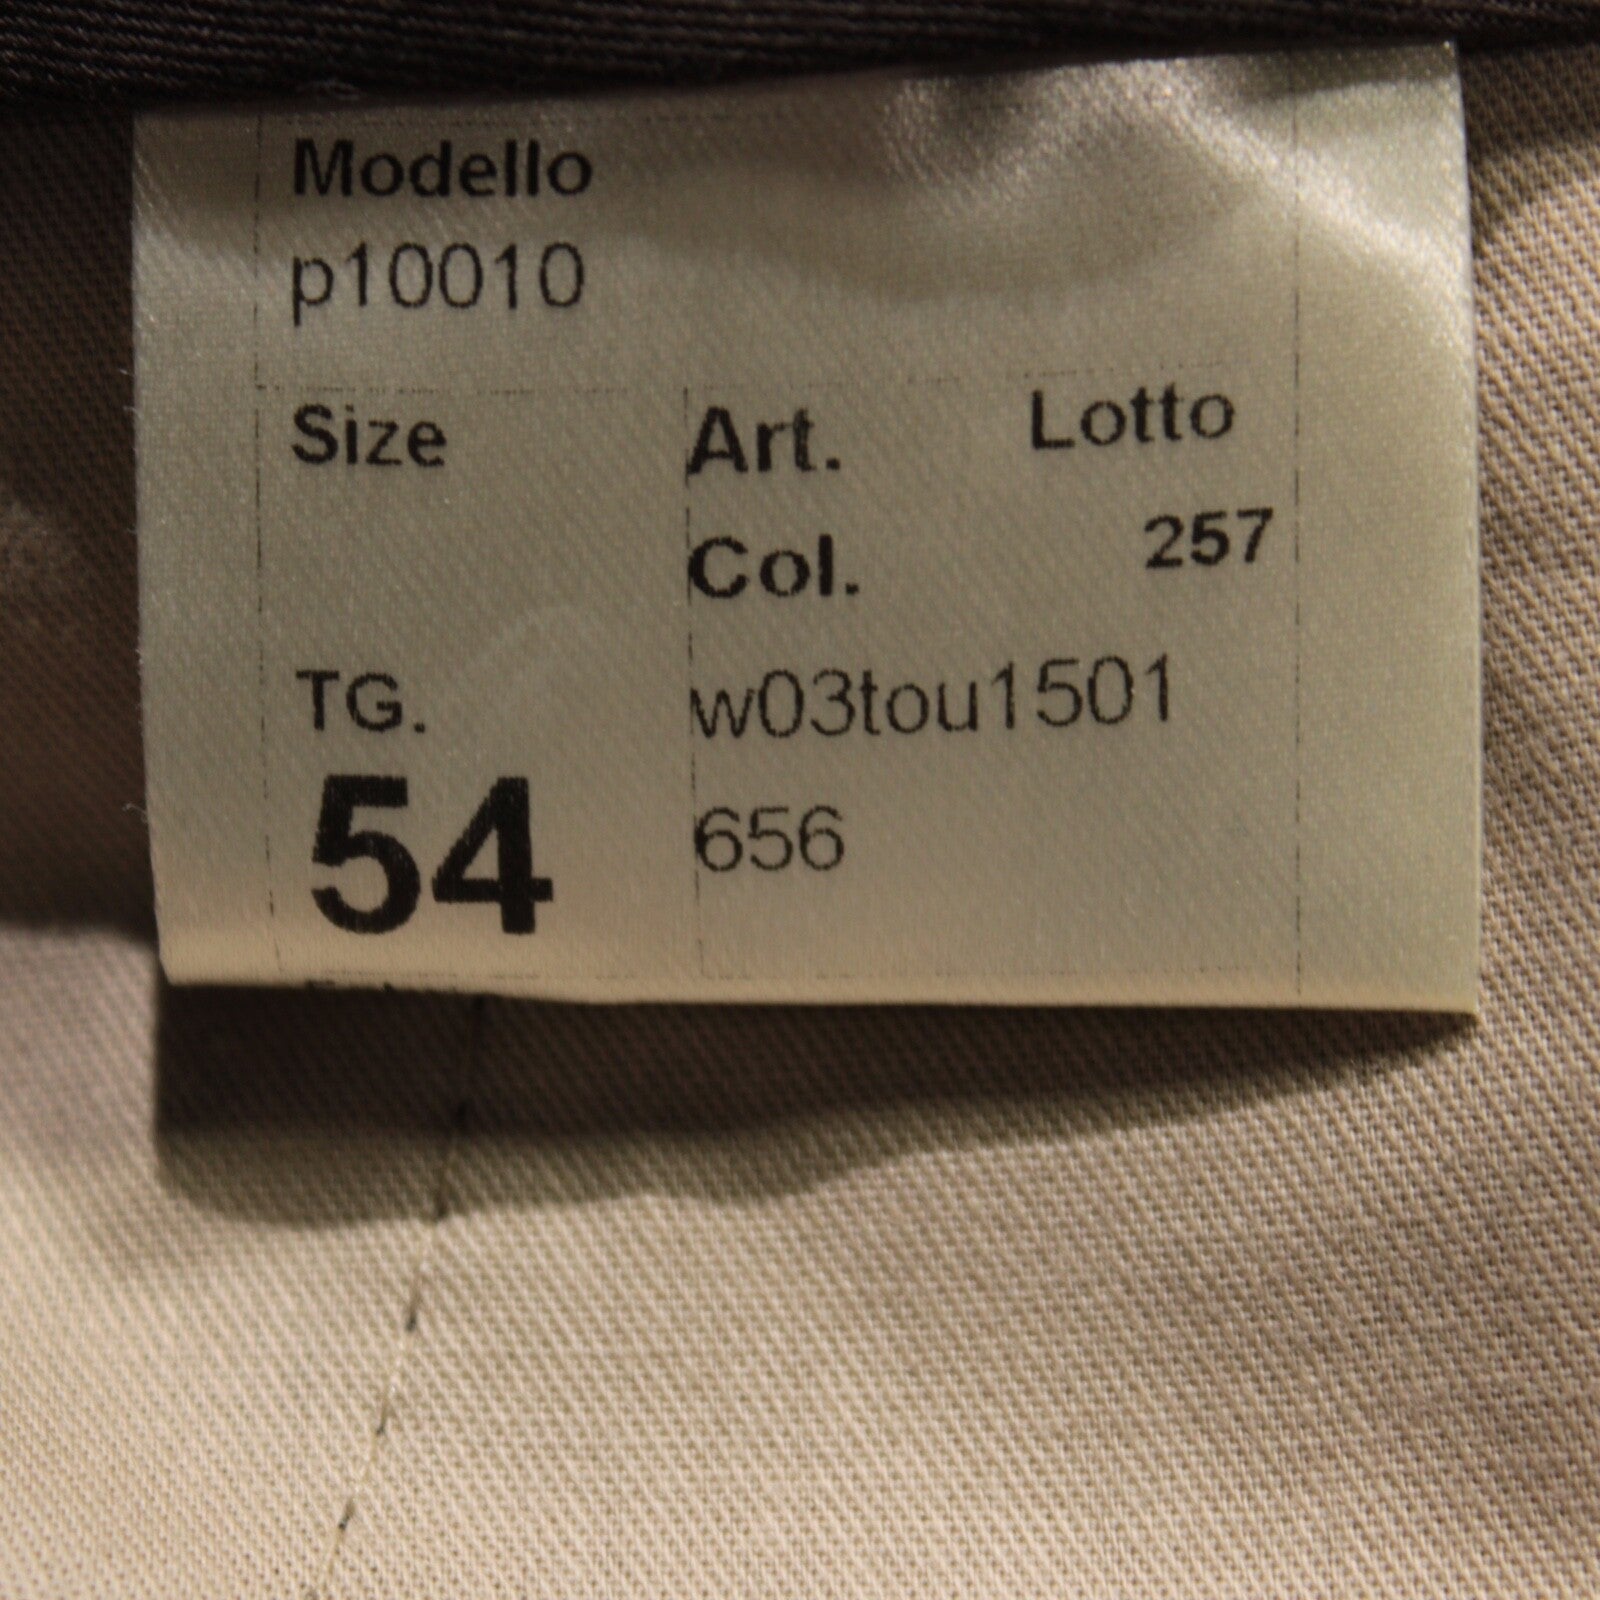 Modello
p10010
Size Art. Lotto
Col. 257
TG. w03tou1501
54 656